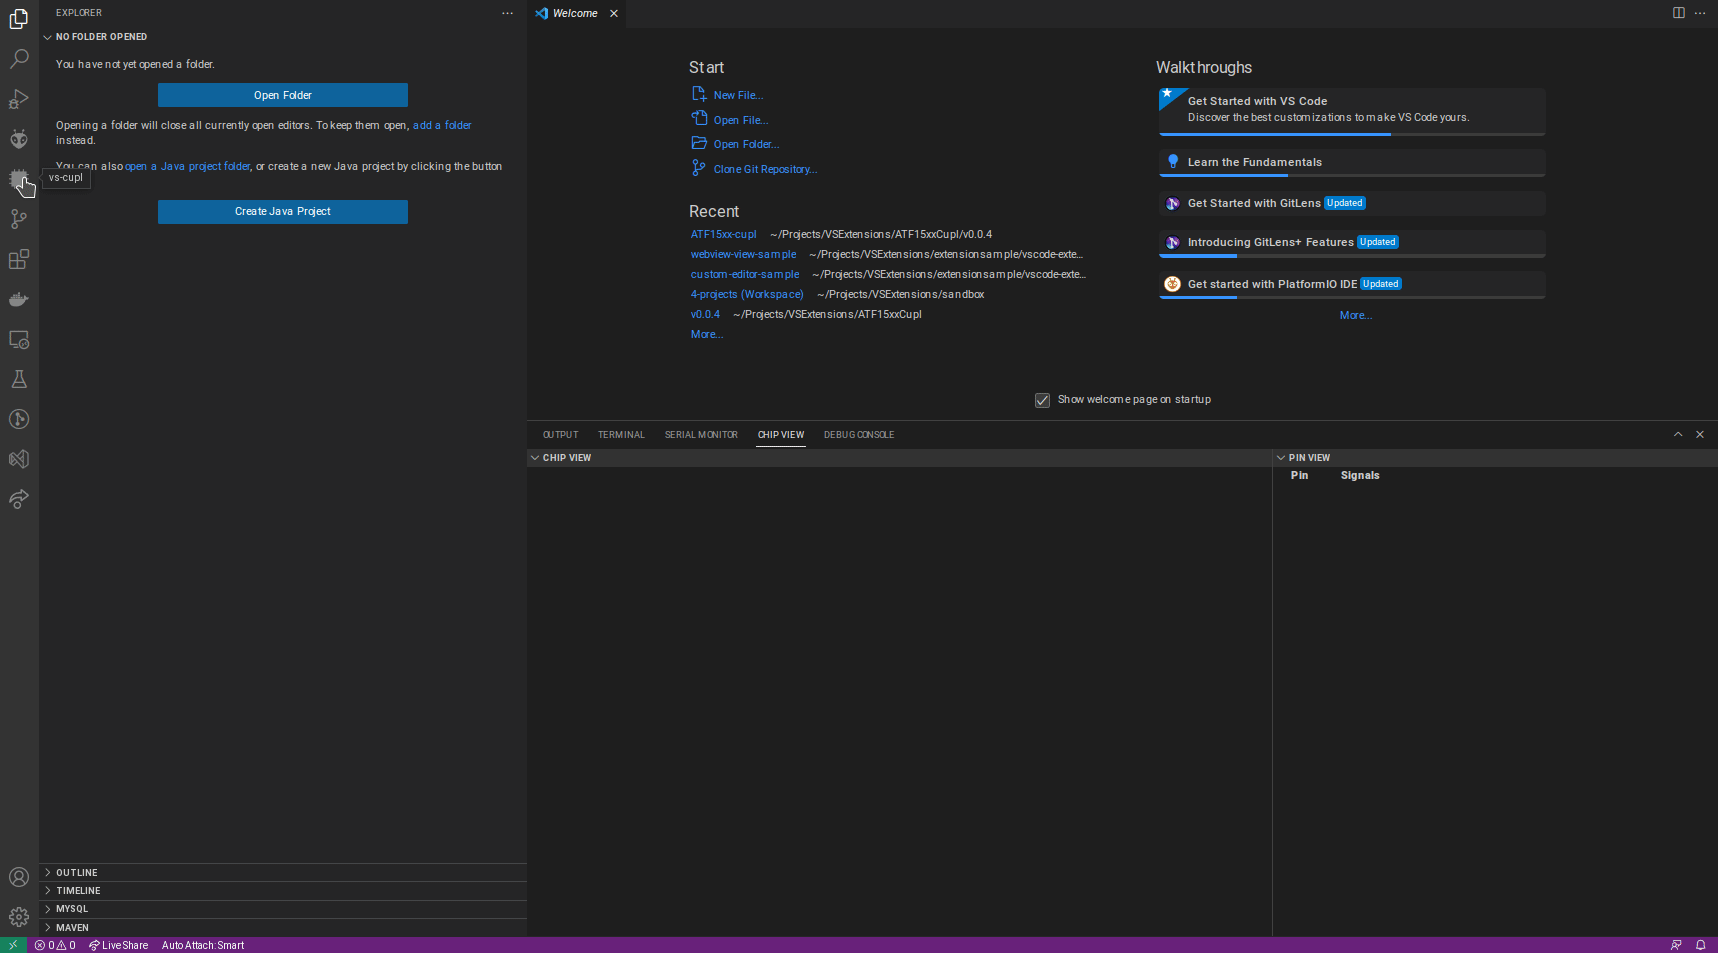 EXPLORER
NO FOLDER OPENED
You have not yet opened a folder.
Open Folder
Opening a folder will close all currently open editors. To keep them open, add a folder
instead.
You can also open a Java project folder, or create a new Java project by clicking the button
vs-cupl
Create Java Project
OUTLINE
TIMELINE
MYSQL
MAVEN
Welcome
Start
New File...
Open File...
Open Folder...
Clone Git Repository...
Recent
ATF15xx-cupl ~/Projects/VSExtensions/ATF15xxCupl/v0.0.4
webview-view-sample ~/Projects/VSExtensions/extensionsample/vscode-exte...
custom-editor-sample ~/Projects/VSExtensions/extensionsample/vscode-exte...
4-projects (Workspace) ~/Projects/VSExtensions/sandbox
v0.0.4 ~/Projects/VSExtensions/ATF15xxCupl
More...
Walkthroughs
Get Started with VS Code
Discover the best customizations to make VS Code yours.
Learn the Fundamentals
Get Started with GitLens Updated
Introducing GitLens+ Features Updated
Get started with PlatformIO IDE Updated
More...
Show welcome page on startup
OUTPUT TERMINAL SERIAL MONITOR CHIP VIEW DEBUG CONSOLE
CHIP VIEW
PIN VIEW
Pin Signals
0 0 Live Share Auto Attach: Smart